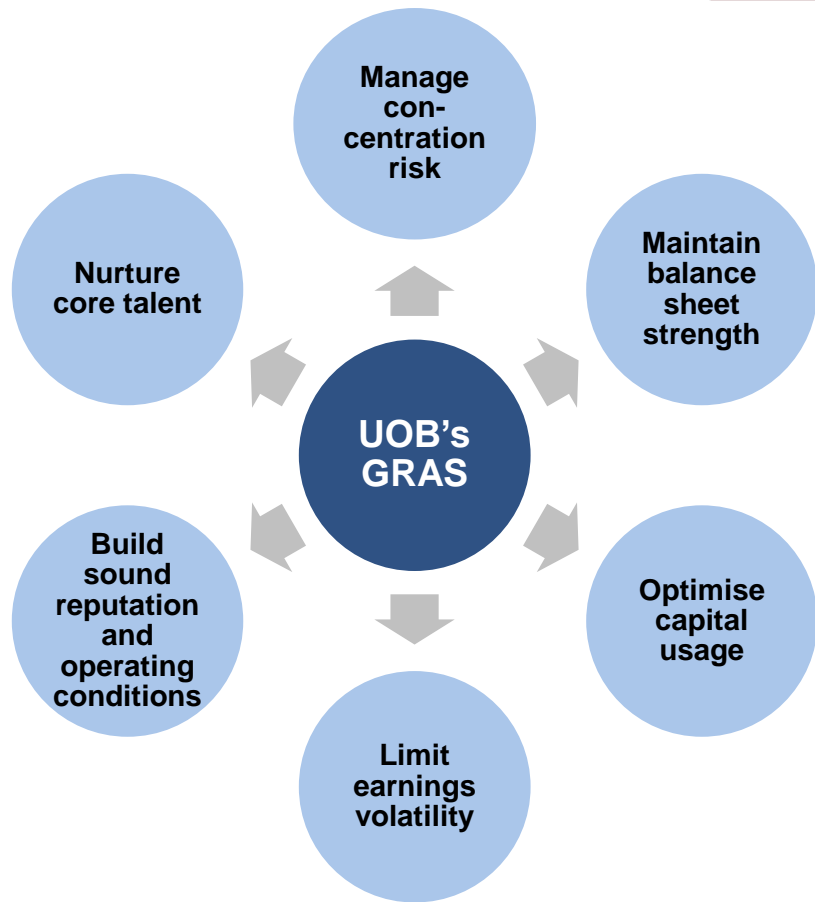 Manage
con-
centration
risk
Maintain
balance
sheet
strength
Optimise
capital
usage
Limit
earnings
volatility
Build
sound
reputation
and
operating
conditions
Nurture
core talent
UOB's
GRAS